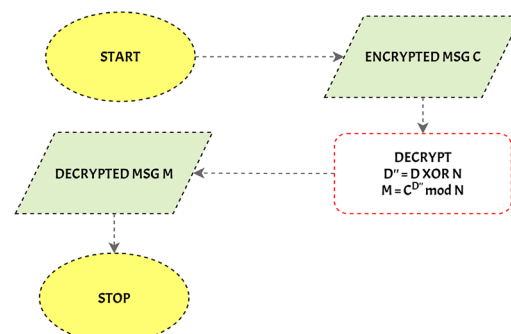 START
ENCRYPTED MSG C
DECRYPT
D" = D XOR N
M = C^D" mod N
DECRYPTED MSG M
STOP